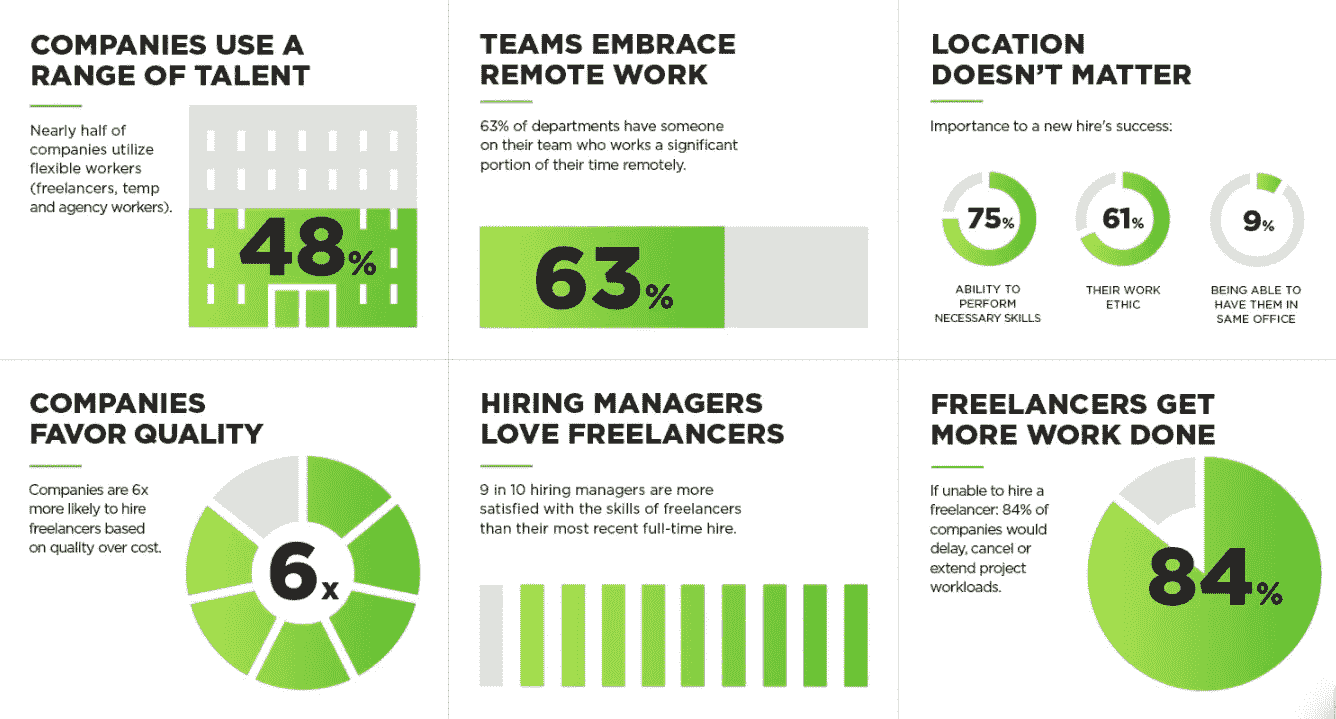 COMPANIES USE A
RANGE OF TALENT
Nearly half of
companies utilize
flexible workers
(freelancers, temp
and agency workers).
48%
TEAMS EMBRACE
REMOTE WORK
63% of departments have someone
on their team who works a significant
portion of their time remotely.
63%
LOCATION
DOESN'T MATTER
Importance to a new hire's success:
75%
ABILITY TO
PERFORM
NECESSARY SKILLS
61%
THEIR WORK
ETHIC
9%
BEING ABLE TO
HAVE THEM IN
SAME OFFICE
COMPANIES
FAVOR QUALITY
Companies are 6x
more likely to hire
freelancers based
on quality over cost.
6x
HIRING MANAGERS
LOVE FREELANCERS
9 in 10 hiring managers are more
satisfied with the skills of freelancers
than their most recent full-time hire.
FREELANCERS GET
MORE WORK DONE
If unable to hire a
freelancer: 84% of
companies would
delay, cancel or
extend project
workloads.
84%